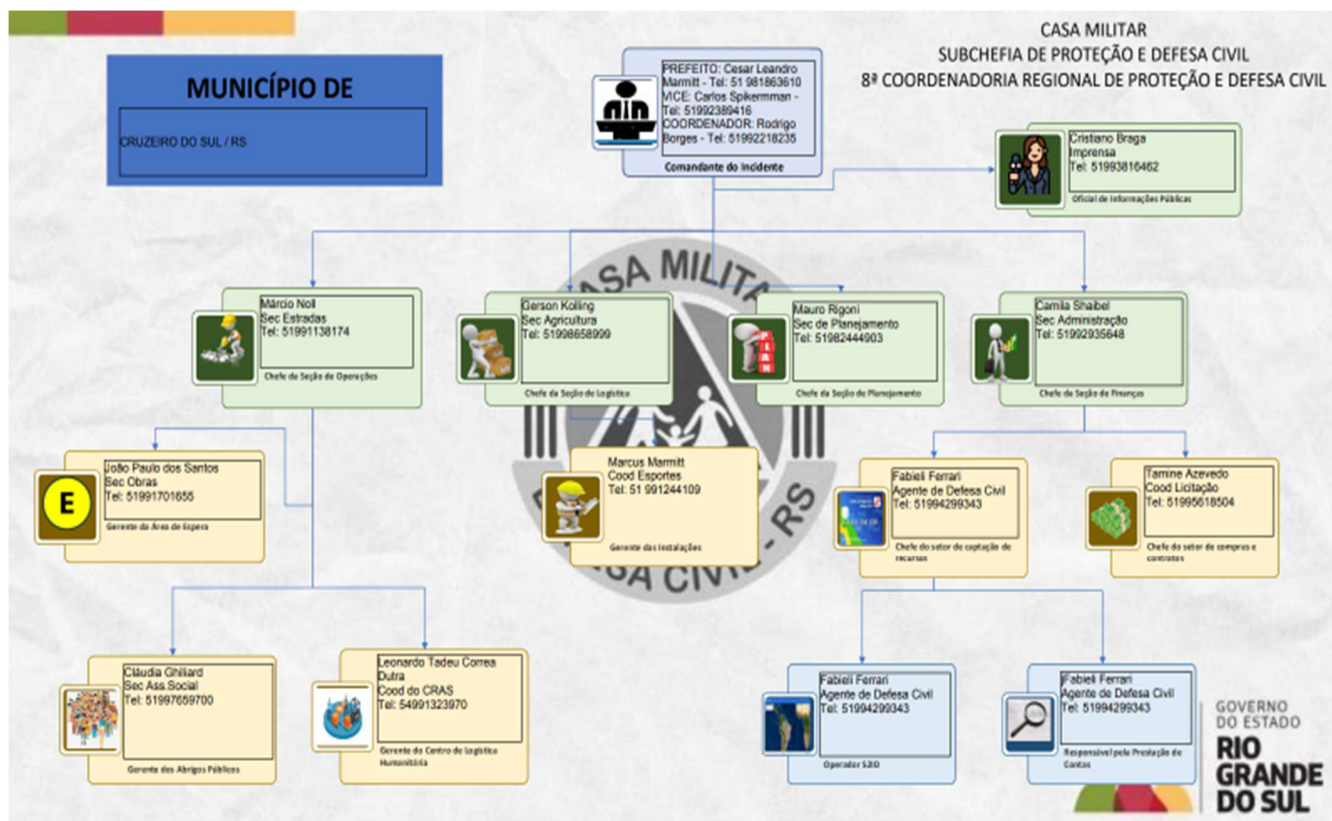 CASA MILITAR
SUBCHEFIA DE PROTEÇÃO E DEFESA CIVIL
8ª COORDENADORIA REGIONAL DE PROTEÇÃO E DEFESA CIVIL
MUNICÍPIO DE
CRUZEIRO DO SUL / RS
PREFEITO: Cesar Leandro
Marmitt - Tel: 51 981863610
VICE: Carlos Spikermman -
Tel: 51992389416
COORDENADOR: Rodrigo
Borges - Tel: 51992218235
Comandante do Incidente
Cristiano Braga
Imprensa
Tel: 51993816462
Oficial de Informações Públicas
Márcio Noll
Sec Estradas
Tel: 51991138174
Chefe da Seção de Operações
Gerson Kolling
Sec Agricultura
Tel: 51998658999
Chefe da Seção de Logística
Mauro Rigoni
Sec de Planejamento
Tel: 51982444903
PLAN
Chefe da Seção de Planejamento
Camila Shaibel
Sec Administração
Tel: 51992935648
Chefe da Seção de Finanças
João Paulo dos Santos
Sec Obras
Tel: 51991701655
E
Gerente da Área de Espera
Marcus Marmitt
Cood Esportes
Tel: 51 991244109
Gerente das Instalações
Fabieli Ferrari
Agente de Defesa Civil
Tel: 51994299343
Chefe do setor de captação de
recursos
Tamine Azevedo
Cood Licitação
Tel: 51995618504
Chefe do setor de compras e
contratos
Cláudia Ghiliard
Sec Ass.Social
Tel: 51997659700
Gerente dos Abrigos Públicos
Leonardo Tadeu Correa
Dutra
Cood do CRAS
Tel: 54991323970
Gerente do Centro de Logística
Humanitária
Fabieli Ferrari
Agente de Defesa Civil
Tel: 51994299343
Operador S2ID
Fabieli Ferrari
Agente de Defesa Civil
Tel: 51994299343
Responsável pela Prestação de
Contas
CASA MILITA
SA CIVIL - RS
GOVERNO
DO ESTADO
RIO
GRANDE
DO SUL